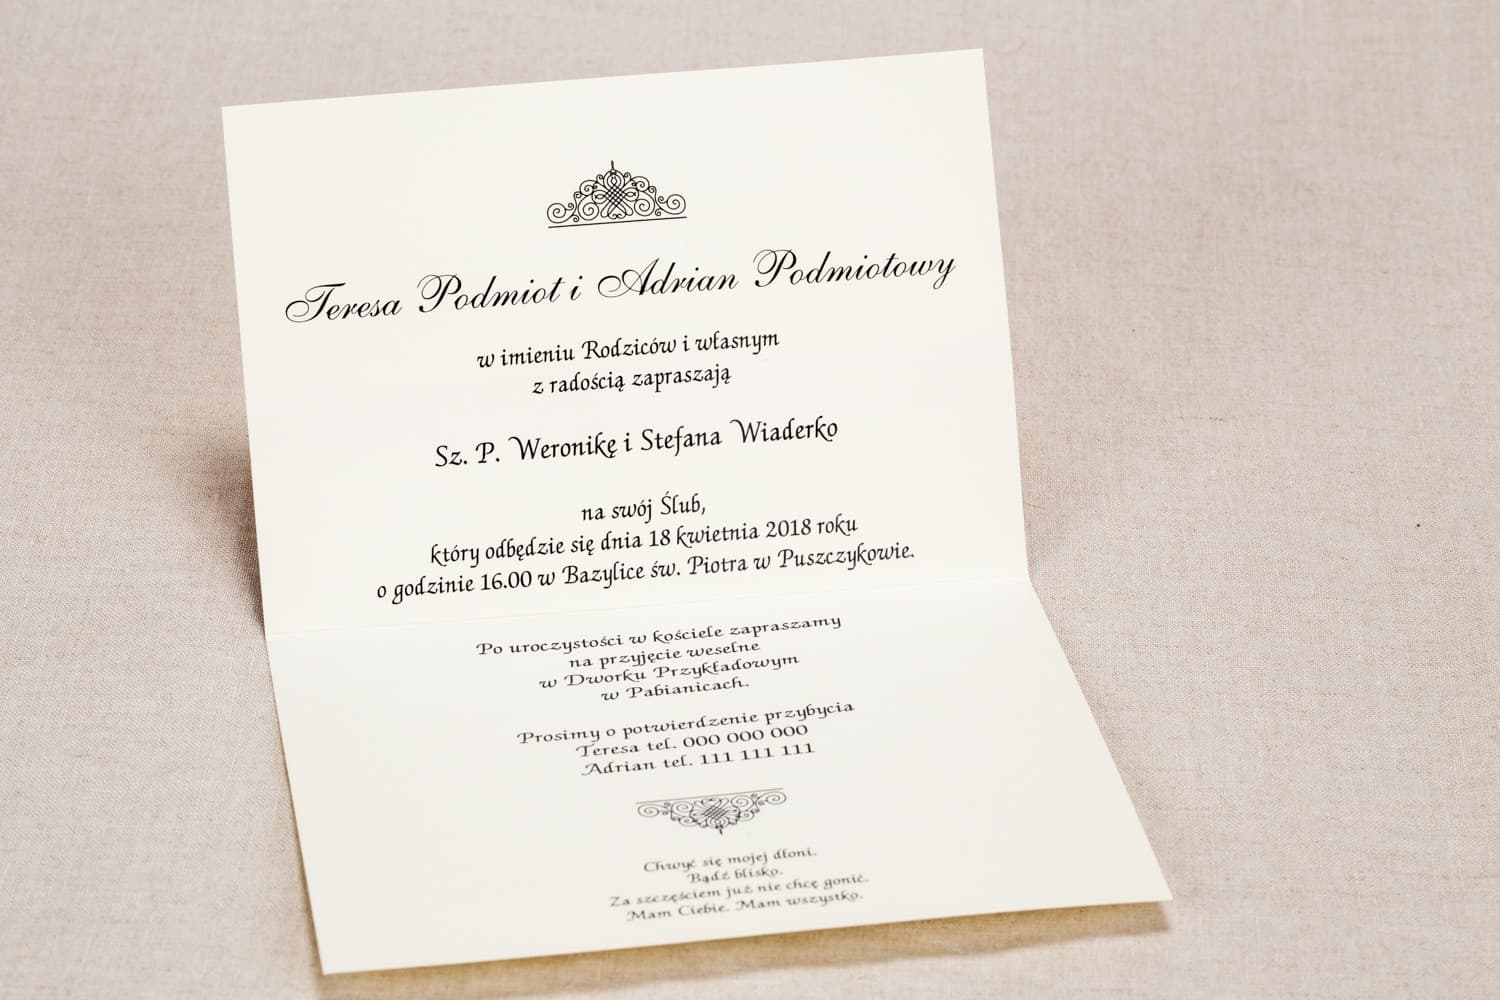 Teresa Podmiot i Adrian Podmiotowy
w imieniu Rodziców i własnym
z radością zapraszają
Sz. P. Weronikę i Stefana Wiaderko
na swój Ślub,
który odbędzie się dnia 18 kwietnia 2018 roku
o godzinie 16.00 w Bazylice św. Piotra w Puszczykowie.
Po uroczystości w kościele zapraszamy
na przyjęcie weselne
w Dworku Przykładowym
w Pabianicach.
Prosimy o potwierdzenie przybycia
Teresa tel. 000 000 000
Adrian tel. 111 111 111
Chwyć się mojej dłoni.
Bądź blisko.
Za szczęściem już nie chcę gonić.
Mam Ciebie. Mam wszystko.